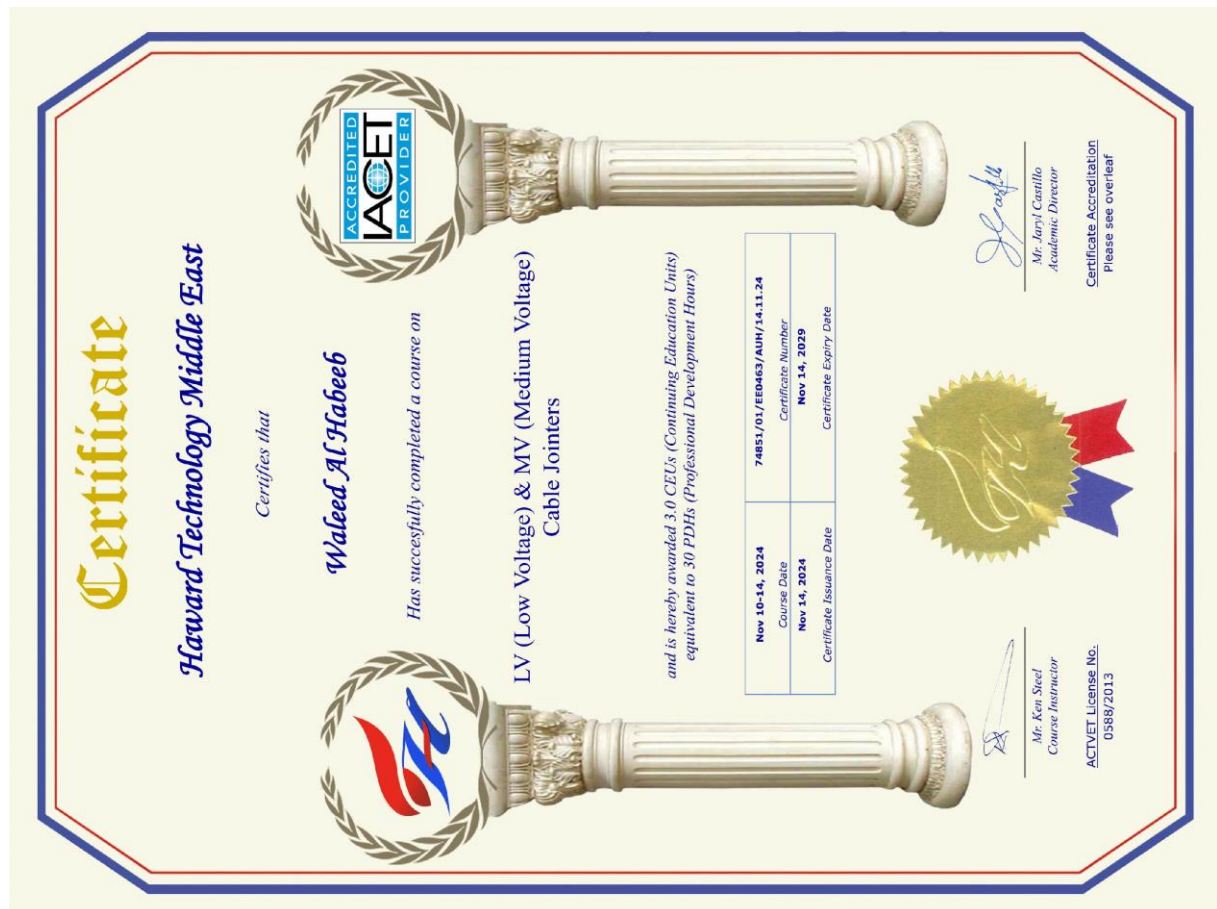 Certificate
Haward Technology Middle East
Certifies that
Waleed Al Habeeb
ACCREDITED
IACET
PROVIDER
Has succesfully completed a course on
LV (Low Voltage) & MV (Medium Voltage)
Cable Jointers
and is hereby awarded 3.0 CEUs (Continuing Education Units)
equivalent to 30 PDHs (Professional Development Hours)
Nov 10-14, 2024
Course Date
74851/01/EE0463/AUH/14.11.24
Certificate Number
Nov 14, 2024
Certificate Issuance Date
Nov 14, 2029
Certificate Expiry Date
Mr. Ken Steel
Course Instructor
ACTVET License No.
0588/2013
Mr. Jaryl Castillo
Academic Director
Certificate Accreditation
Please see overleaf